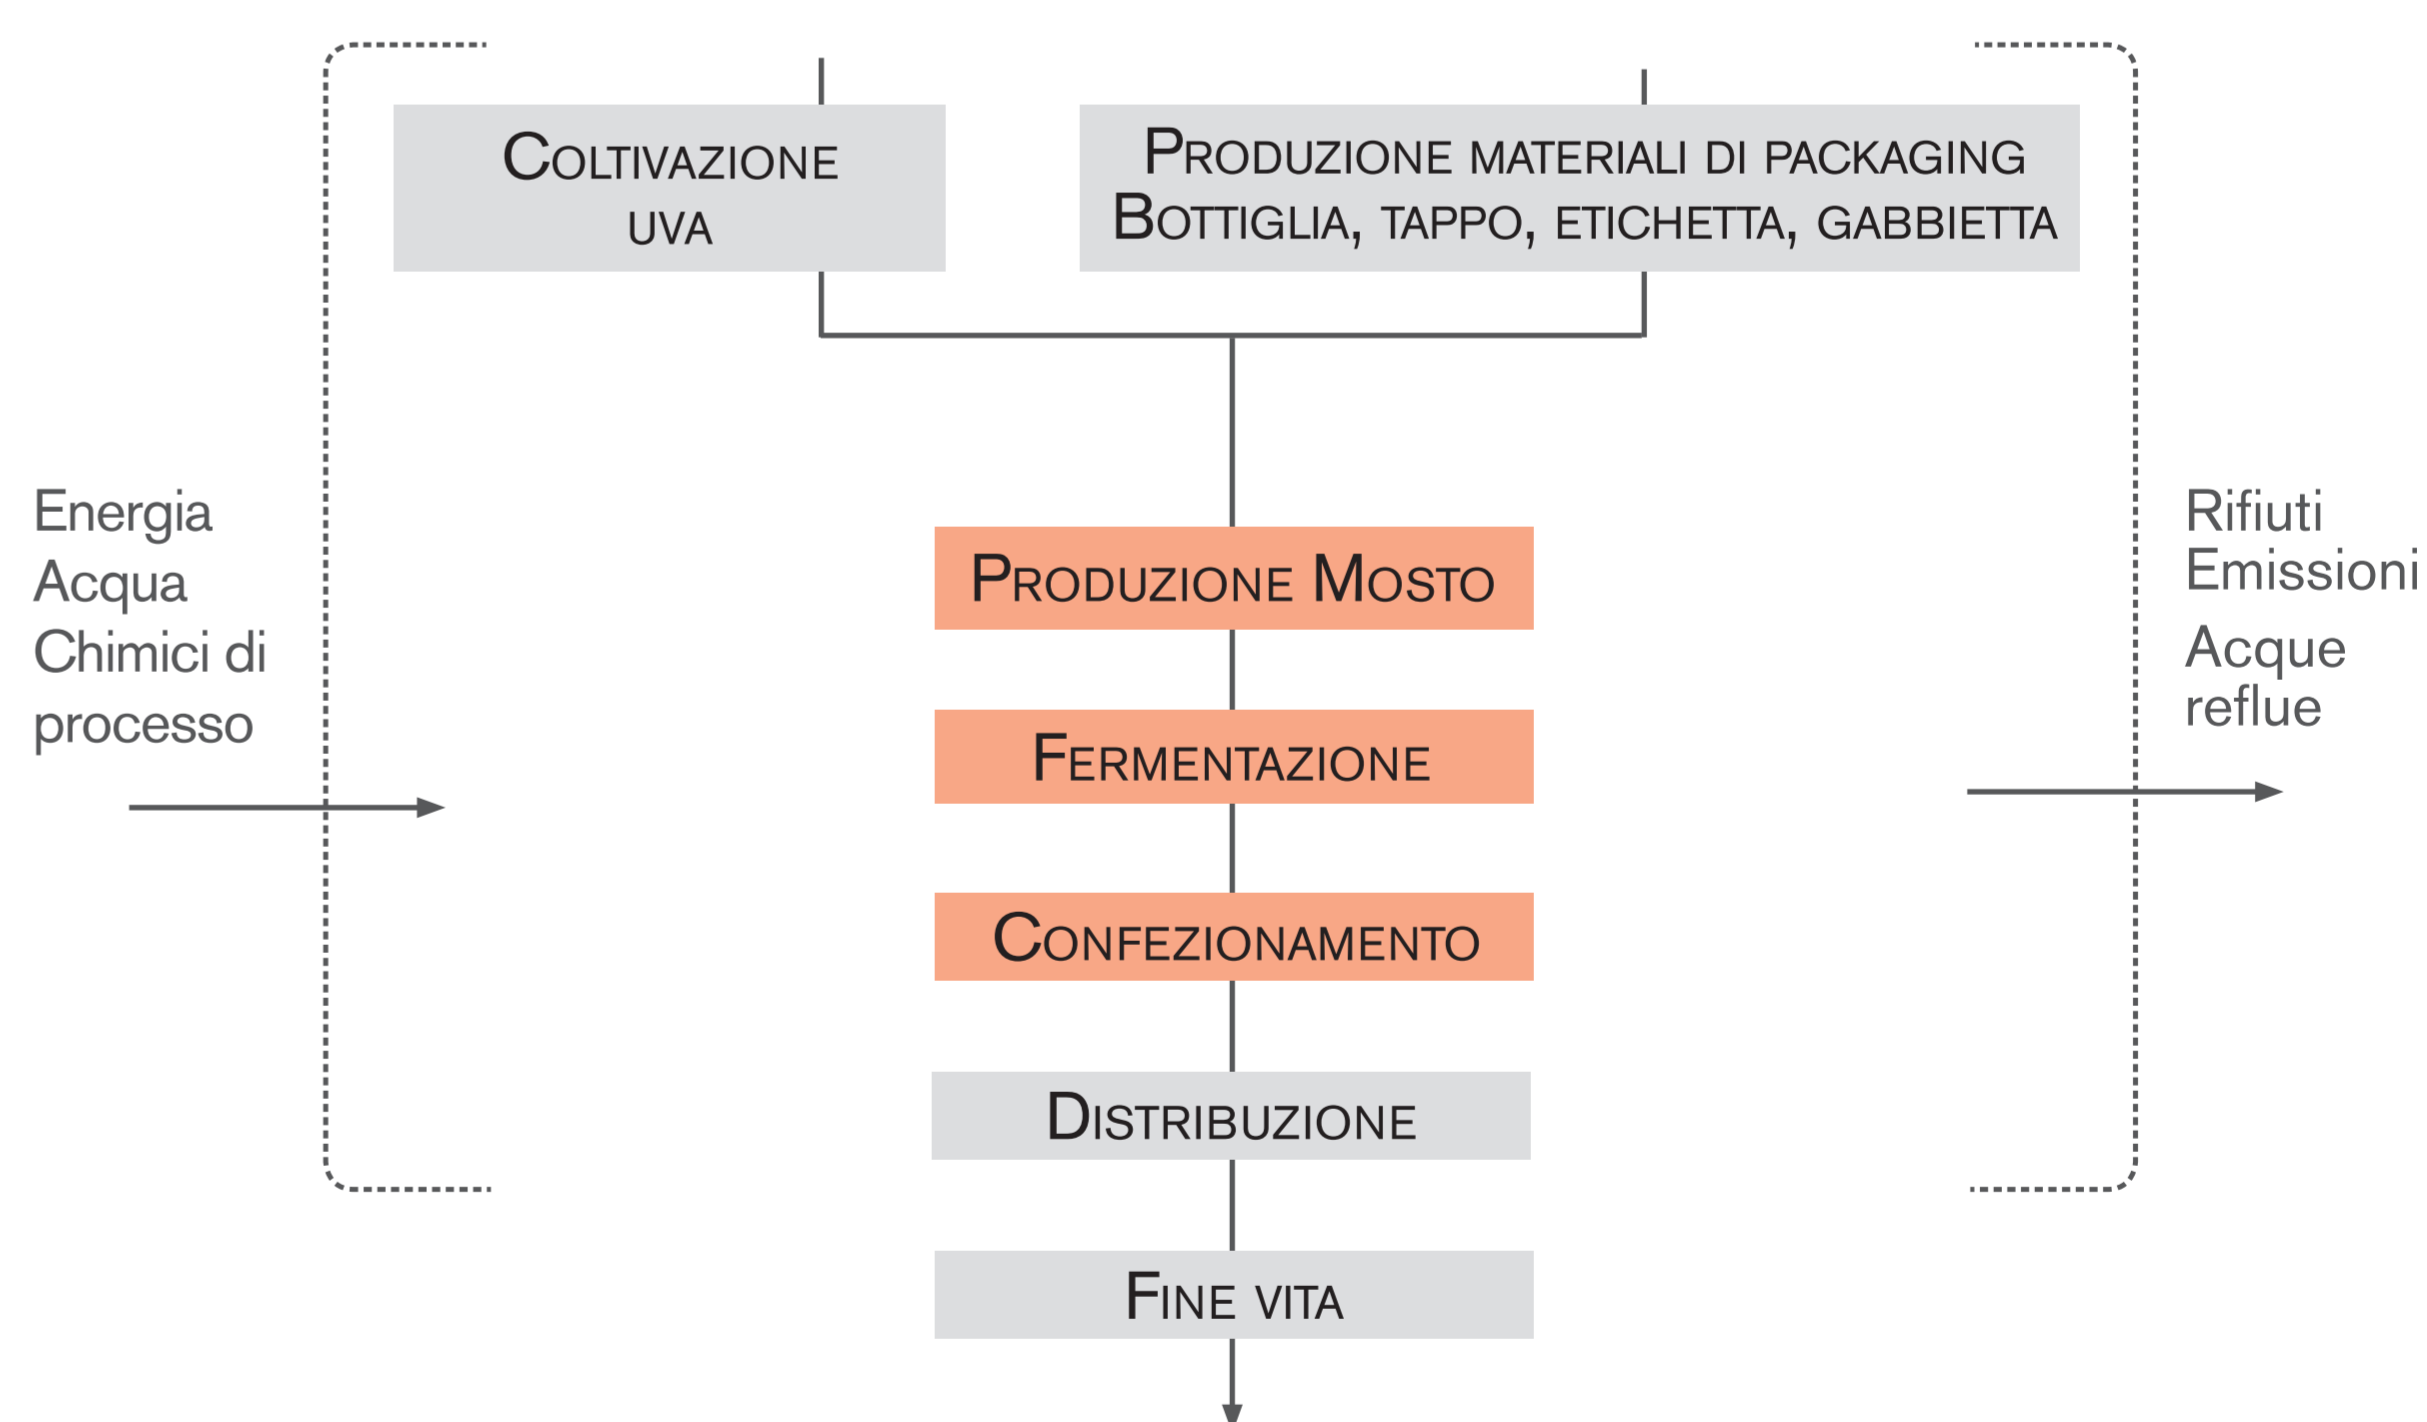 Coltivazione
uva
Produzione materiali di packaging
Bottiglia, tappo, etichetta, gabbietta
Energia
Acqua
Chimici di
processo
Produzione Mosto
Fermentazione
Confezionamento
Distribuzione
Fine vita
Rifiuti
Emissioni
Acque
reflue